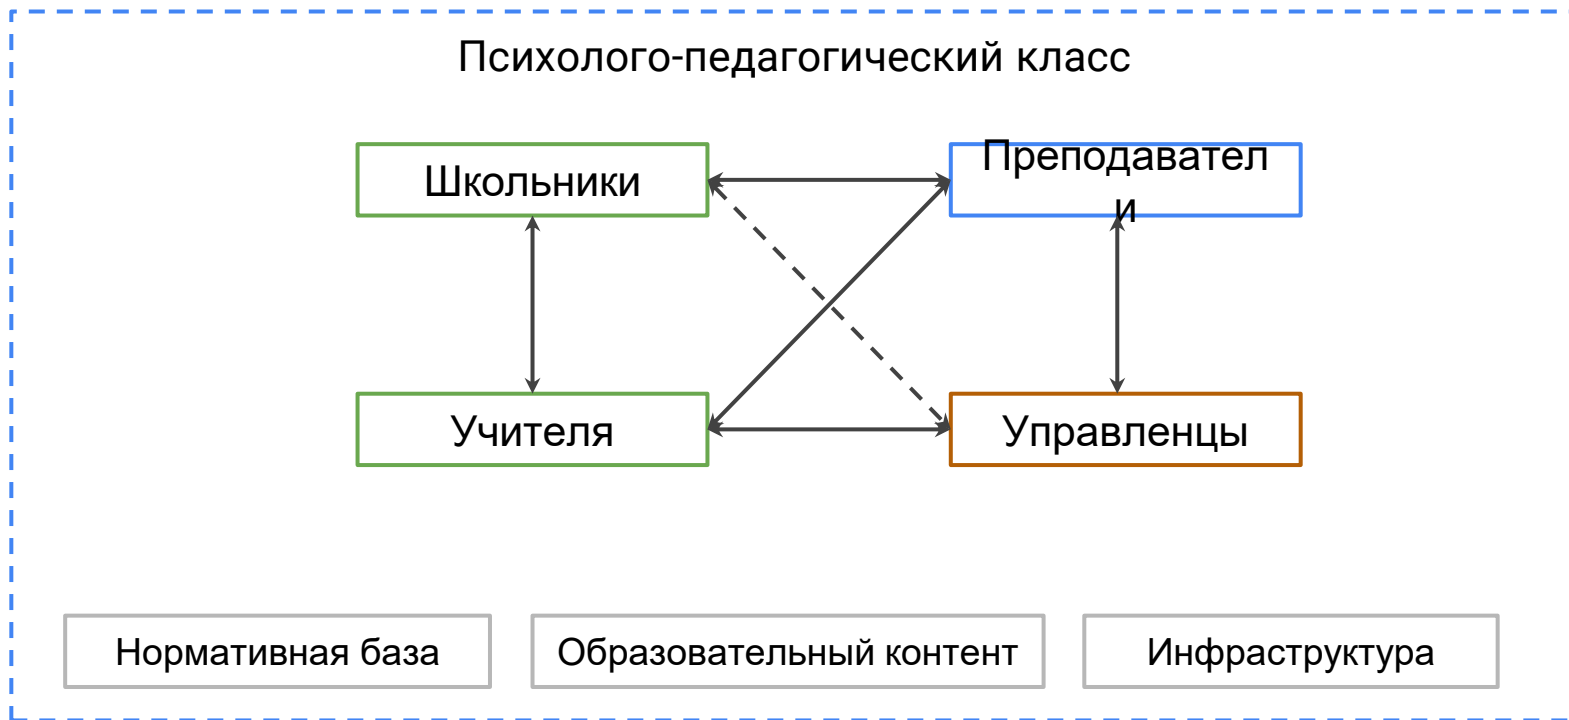 Психолого-педагогический класс
Школьники
Преподавател
и
Учителя
Управленцы
Нормативная база
Образовательный контент
Инфраструктура